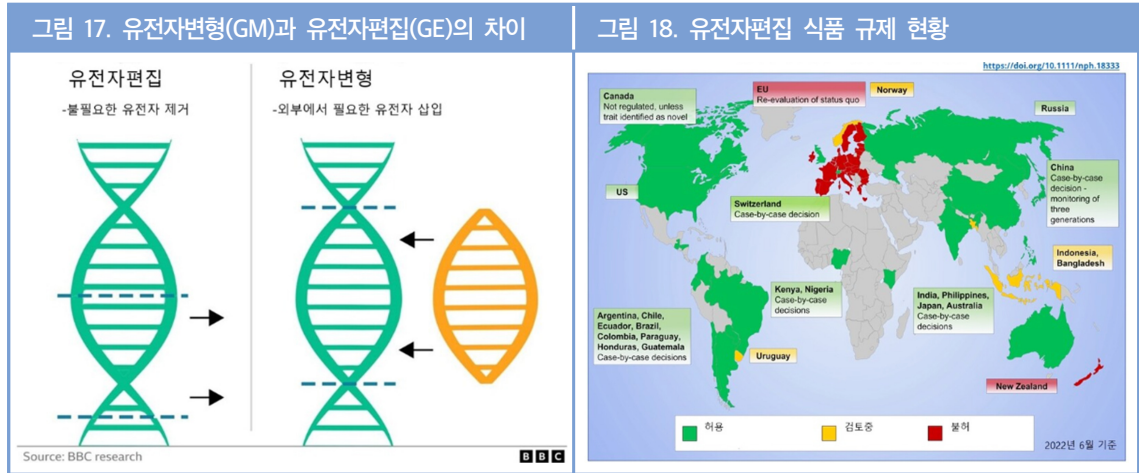 그림 17. 유전자변형(GM)과 유전자편집(GE)의 차이
유전자편집
-불필요한 유전자 제거
유전자변형
-외부에서 필요한 유전자 삽입
Source: BBC research
BBC
그림 18. 유전자편집 식품 규제 현황
https://doi.org/10.1111/nph.18333
Canada
Not regulated, unless
trait identified as novel
EU
Re-evaluation of status quo
Norway
Russia
US
Switzerland
Case-by-case decision
China
Case-by-case
decision -
monitoring of
three
generations
Indonesia,
Bangladesh
Kenya, Nigeria
Case-by-case
decisions
India, Philippines,
Japan, Australia
Case-by-case
decisions
Argentina, Chile,
Ecuador, Brazil,
Colombia, Paraguay,
Honduras, Guatemala
Case-by-case decisions
Uruguay
New Zealand
허용
검토중
불허
2022년 6월 기준